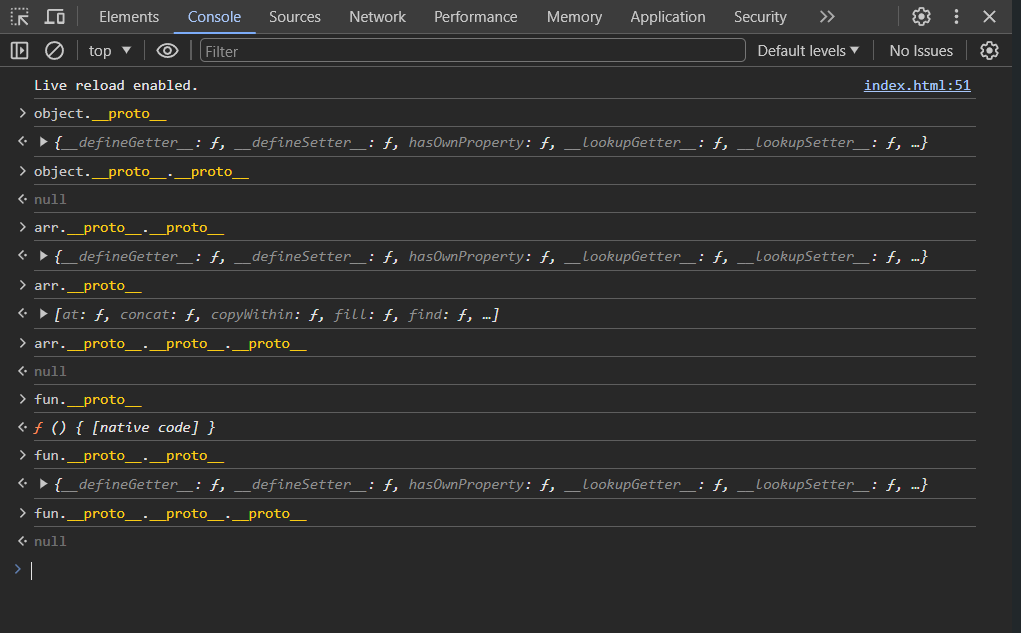 Elements Console Sources Network Performance Memory Application Security
top Filter Default levels No Issues
Live reload enabled. index.html:51
object.__proto__
{__defineGetter__: ƒ, __defineSetter__: ƒ, hasOwnProperty: ƒ, __lookupGetter__: ƒ, __lookupSetter__: ƒ, …}
object.__proto__.__proto__
null
arr.__proto__.__proto__
{__defineGetter__: ƒ, __defineSetter__: ƒ, hasOwnProperty: ƒ, __lookupGetter__: ƒ, __lookupSetter__: ƒ, …}
arr.__proto__
[at: ƒ, concat: ƒ, copyWithin: ƒ, fill: ƒ, find: ƒ, …]
arr.__proto__.__proto__.__proto__
null
fun.__proto__
ƒ () { [native code] }
fun.__proto__.__proto__
{__defineGetter__: ƒ, __defineSetter__: ƒ, hasOwnProperty: ƒ, __lookupGetter__: ƒ, __lookupSetter__: ƒ, …}
fun.__proto__.__proto__.__proto__
null